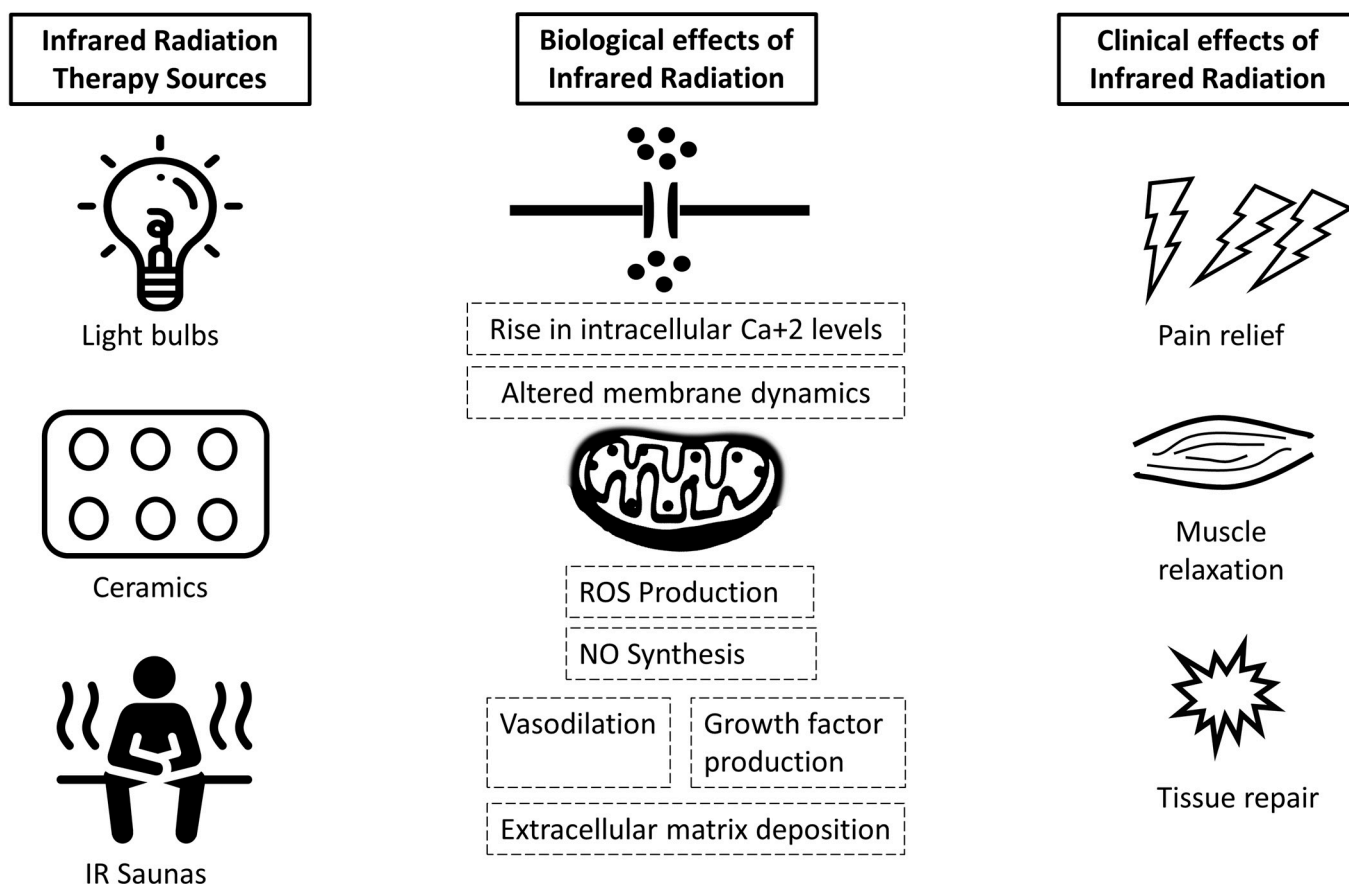 Infrared Radiation
Therapy Sources
Light bulbs
Ceramics
IR Saunas
Biological effects of
Infrared Radiation
Rise in intracellular Ca+2 levels
Altered membrane dynamics
ROS Production
NO Synthesis
Vasodilation
Growth factor
production
Extracellular matrix deposition
Clinical effects of
Infrared Radiation
Pain relief
Muscle
relaxation
Tissue repair